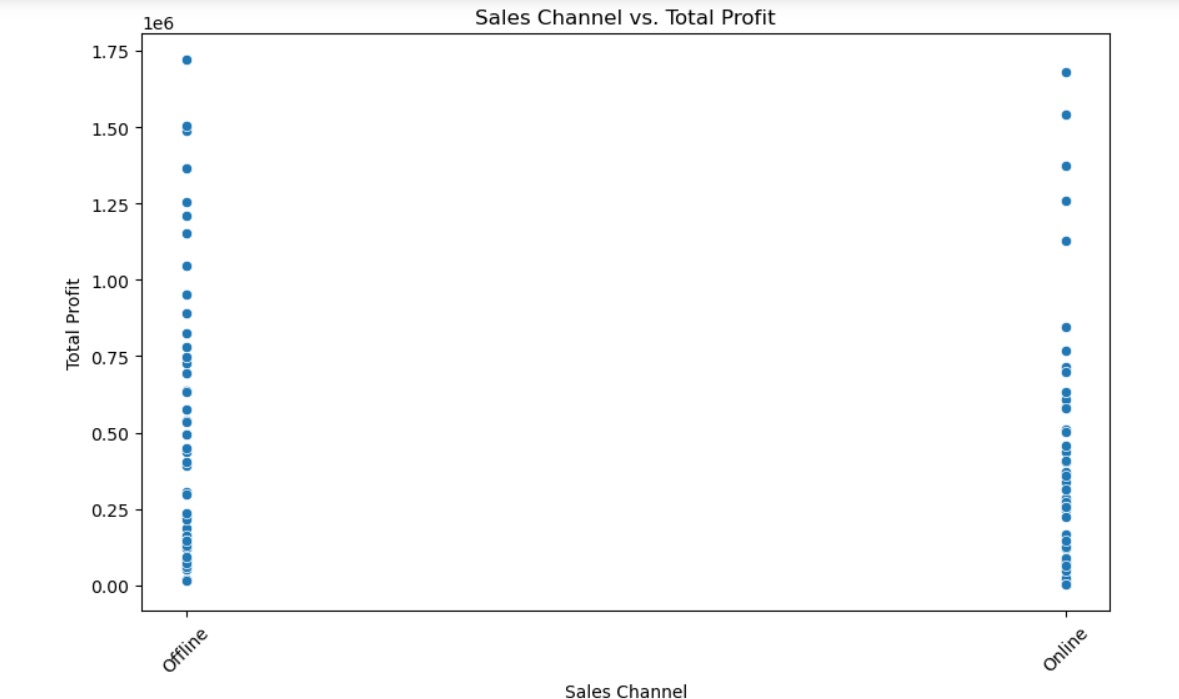 Sales Channel vs. Total Profit
1e6
1.75
1.50
1.25
1.00
0.75
0.50
0.25
0.00
Total Profit
Offline
Online
Sales Channel